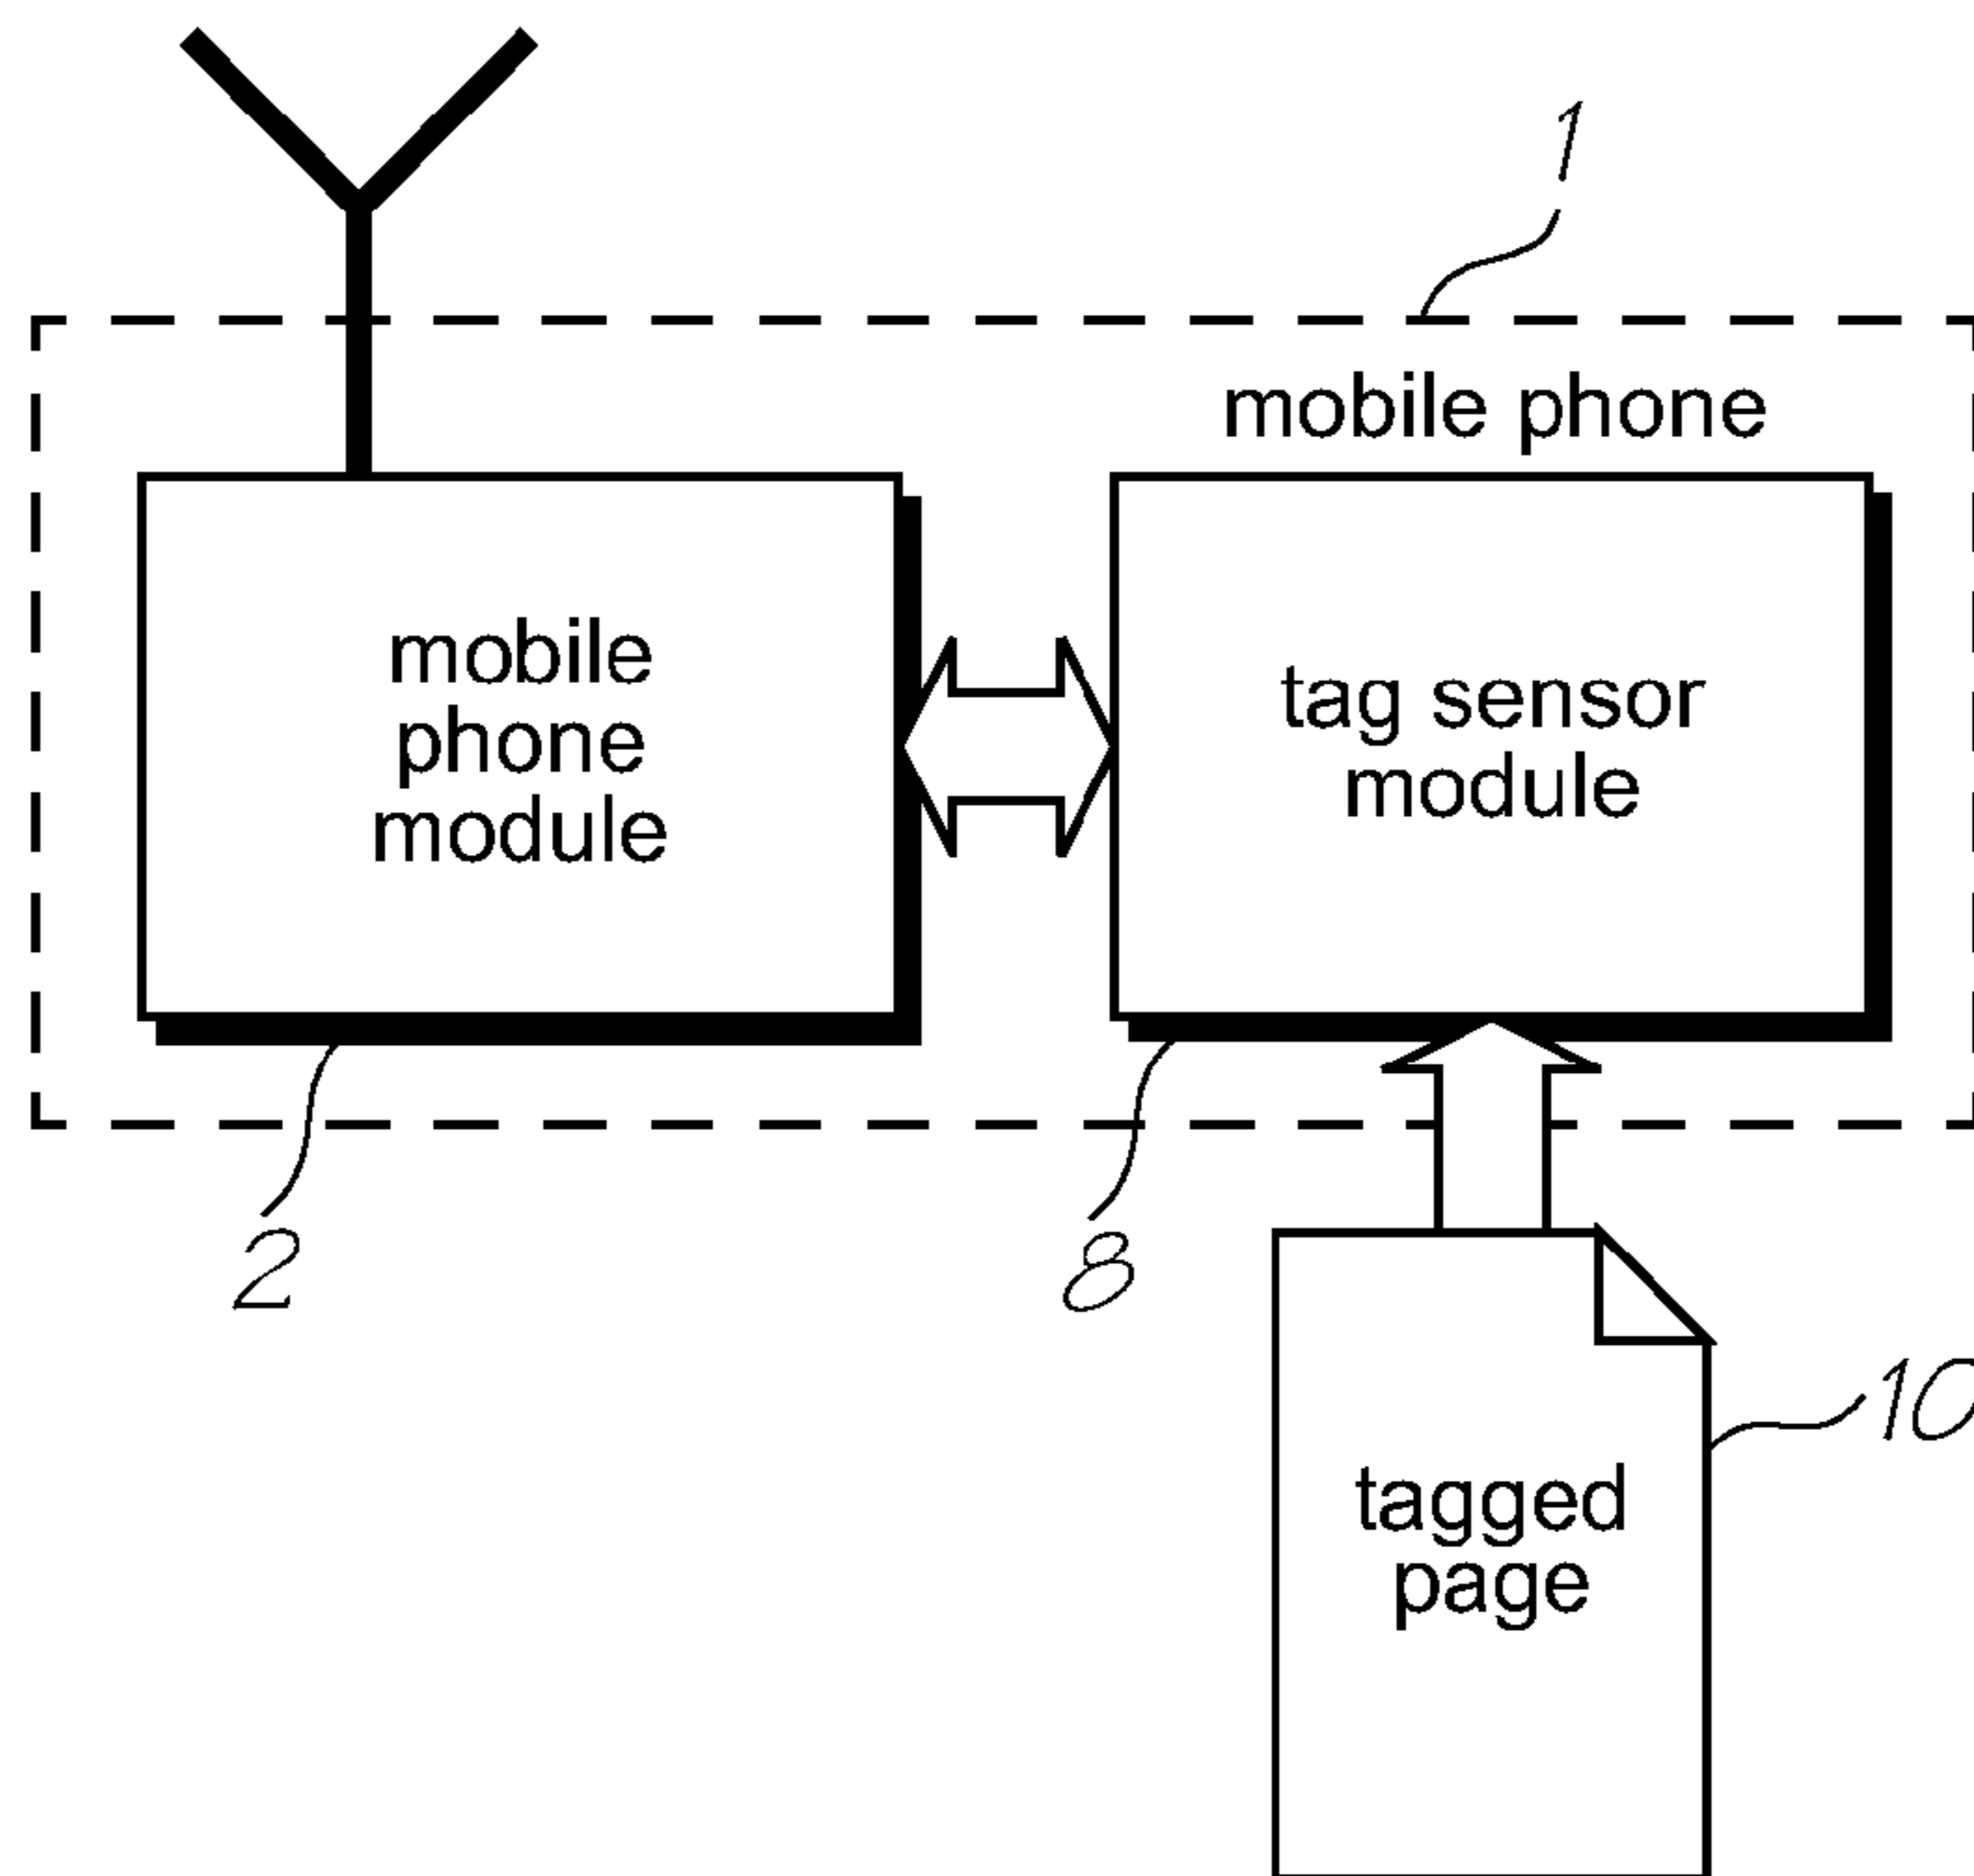 1
mobile phone
mobile
phone
module
tag sensor
module
2
8
10
tagged
page